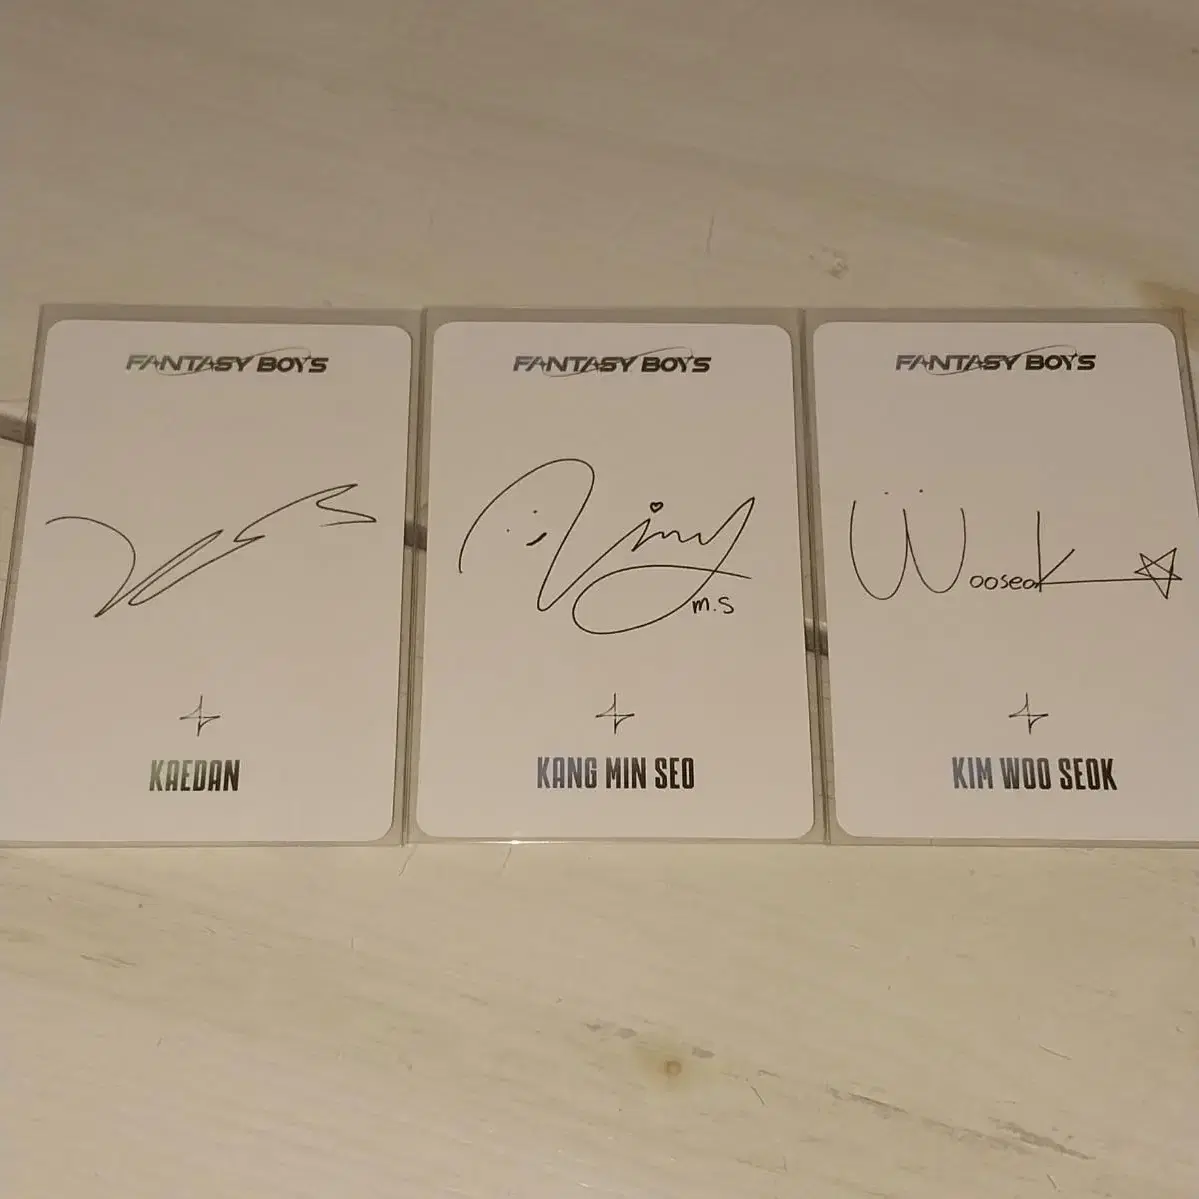 FANTASY BOYS
KAEDAN
FANTASY BOYS
m.s
KANG MIN SEO
FANTASY BOYS
Wooseok
KIM WOO SEOK